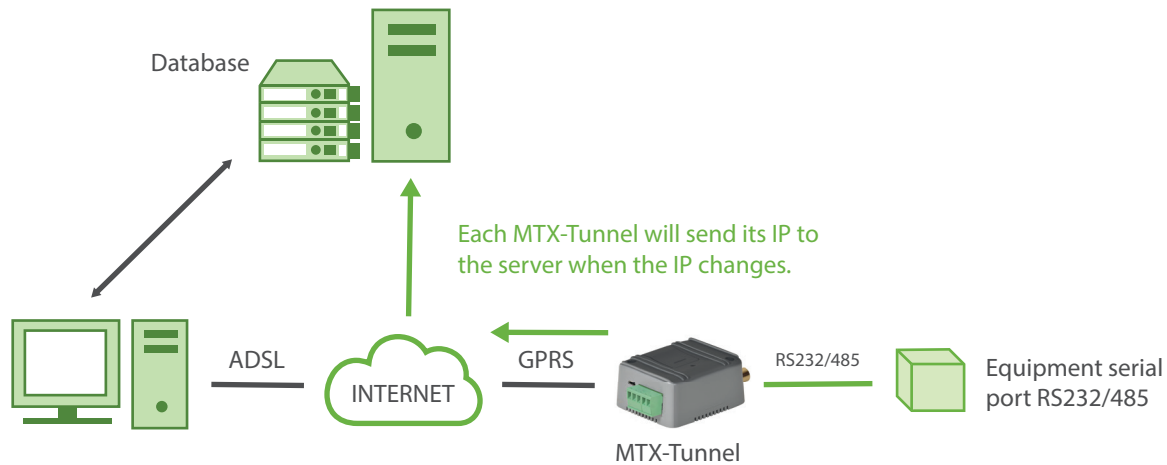 Database
Each MTX-Tunnel will send its IP to
the server when the IP changes.
ADSL
INTERNET
GPRS
RS232/485
Equipment serial
port RS232/485
MTX-Tunnel